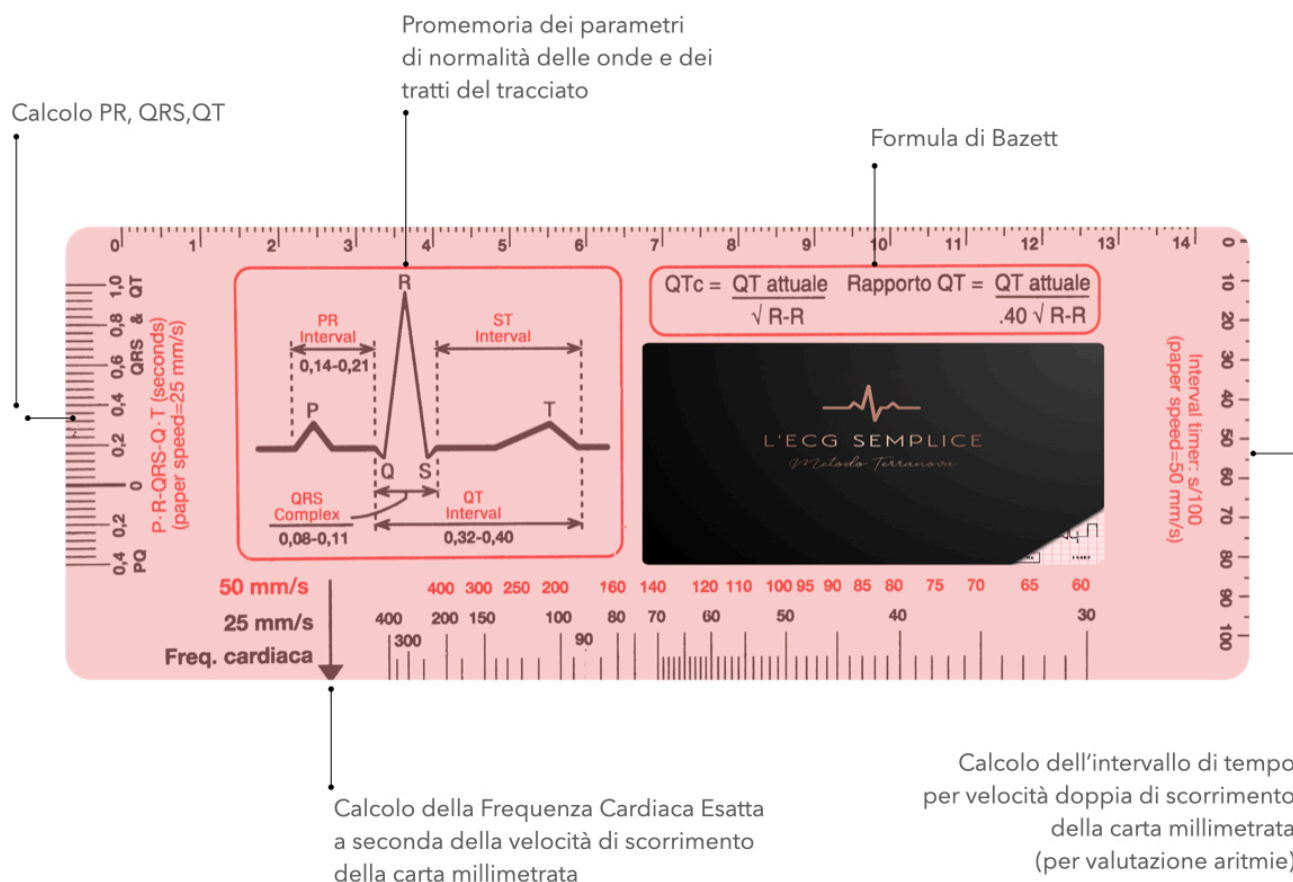 Promemoria dei parametri
di normalità delle onde e dei
tratti del tracciato
Calcolo PR, QRS,QT
Formula di Bazett
0 1 2 3 4 5 6 7 8 9 10 11 12 13 14
QTc = QT attuale
√ R-R
Rapporto QT = QT attuale
.40 √ R-R
1,0 0,8 0,6 0,4 0,2 0 0,2 0,4
QRS & QT
PQ
P·R-QRS-Q·T (seconds)
(paper speed=25 mm/s)
R
PR
Interval
0,14-0,21
ST
Interval
P
T
Q
S
QRS
Complex
0,08-0,11
QT
Interval
0,32-0,40
L'ECG SEMPLICE
Metodo Terranova
Interval timer: s/100
(paper speed=50 mm/s)
0 10 20 30 40 50 60 70 80 90 100
50 mm/s 400 300 250 200 160 140 120 110 100 95 90 85 80 75 70 65 60
25 mm/s 400 300 200 150 100 90 80 70 60 50 40 30
Freq. cardiaca
Calcolo della Frequenza Cardiaca Esatta
a seconda della velocità di scorrimento
della carta millimetrata
Calcolo dell'intervallo di tempo
per velocità doppia di scorrimento
della carta millimetrata
(per valutazione aritmie)